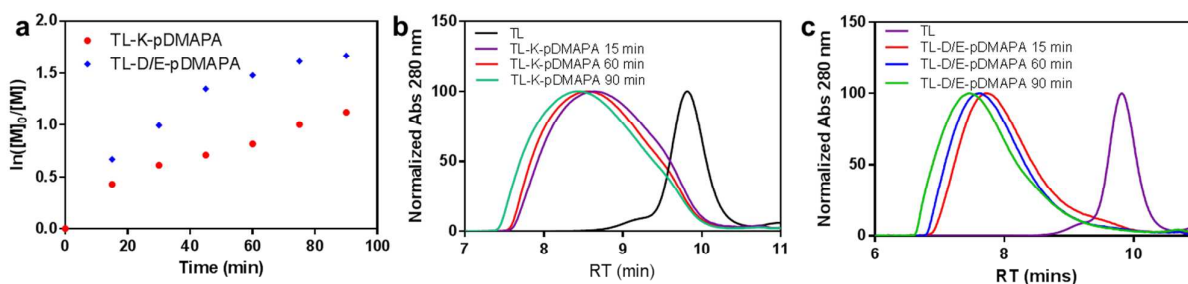 a
2.0
1.5
1.0
0.5
0.0
ln([M]₀/[M])
TL-K-pDMAPA
TL-D/E-pDMAPA
0 20 40 60 80 100
Time (min)
b
150
100
50
0
Normalized Abs 280 nm
TL
TL-K-pDMAPA 15 min
TL-K-pDMAPA 60 min
TL-K-pDMAPA 90 min
7 8 9 10 11
RT (min)
c
150
100
50
0
Normalized Abs 280 nm
TL
TL-D/E-pDMAPA 15 min
TL-D/E-pDMAPA 60 min
TL-D/E-pDMAPA 90 min
6 8 10
RT (mins)